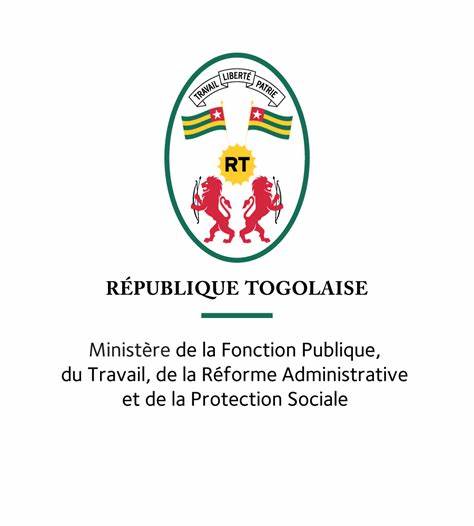 TRAVAIL LIBERTÉ PATRIE
RT
RÉPUBLIQUE TOGOLAISE
Ministère de la Fonction Publique,
du Travail, de la Réforme Administrative
et de la Protection Sociale